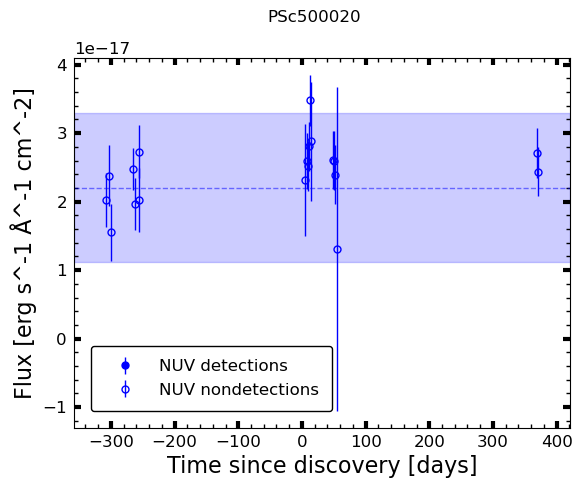 PSc500020
1e−17
Flux [erg s^-1 Å^-1 cm^-2]
4
3
2
1
0
−1
NUV detections
NUV nondetections
−300 −200 −100 0 100 200 300 400
Time since discovery [days]